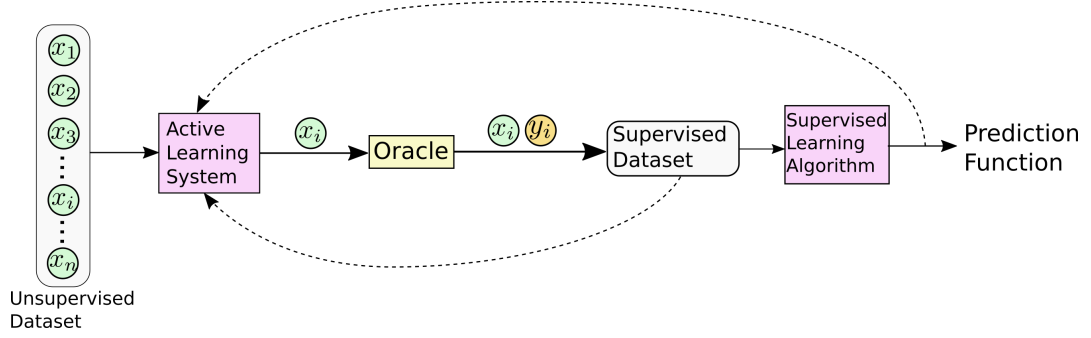 x1
x2
x3
xi
xn
Unsupervised
Dataset
Active
Learning
System
xi
Oracle
xi yi
Supervised
Dataset
Supervised
Learning
Algorithm
Prediction
Function